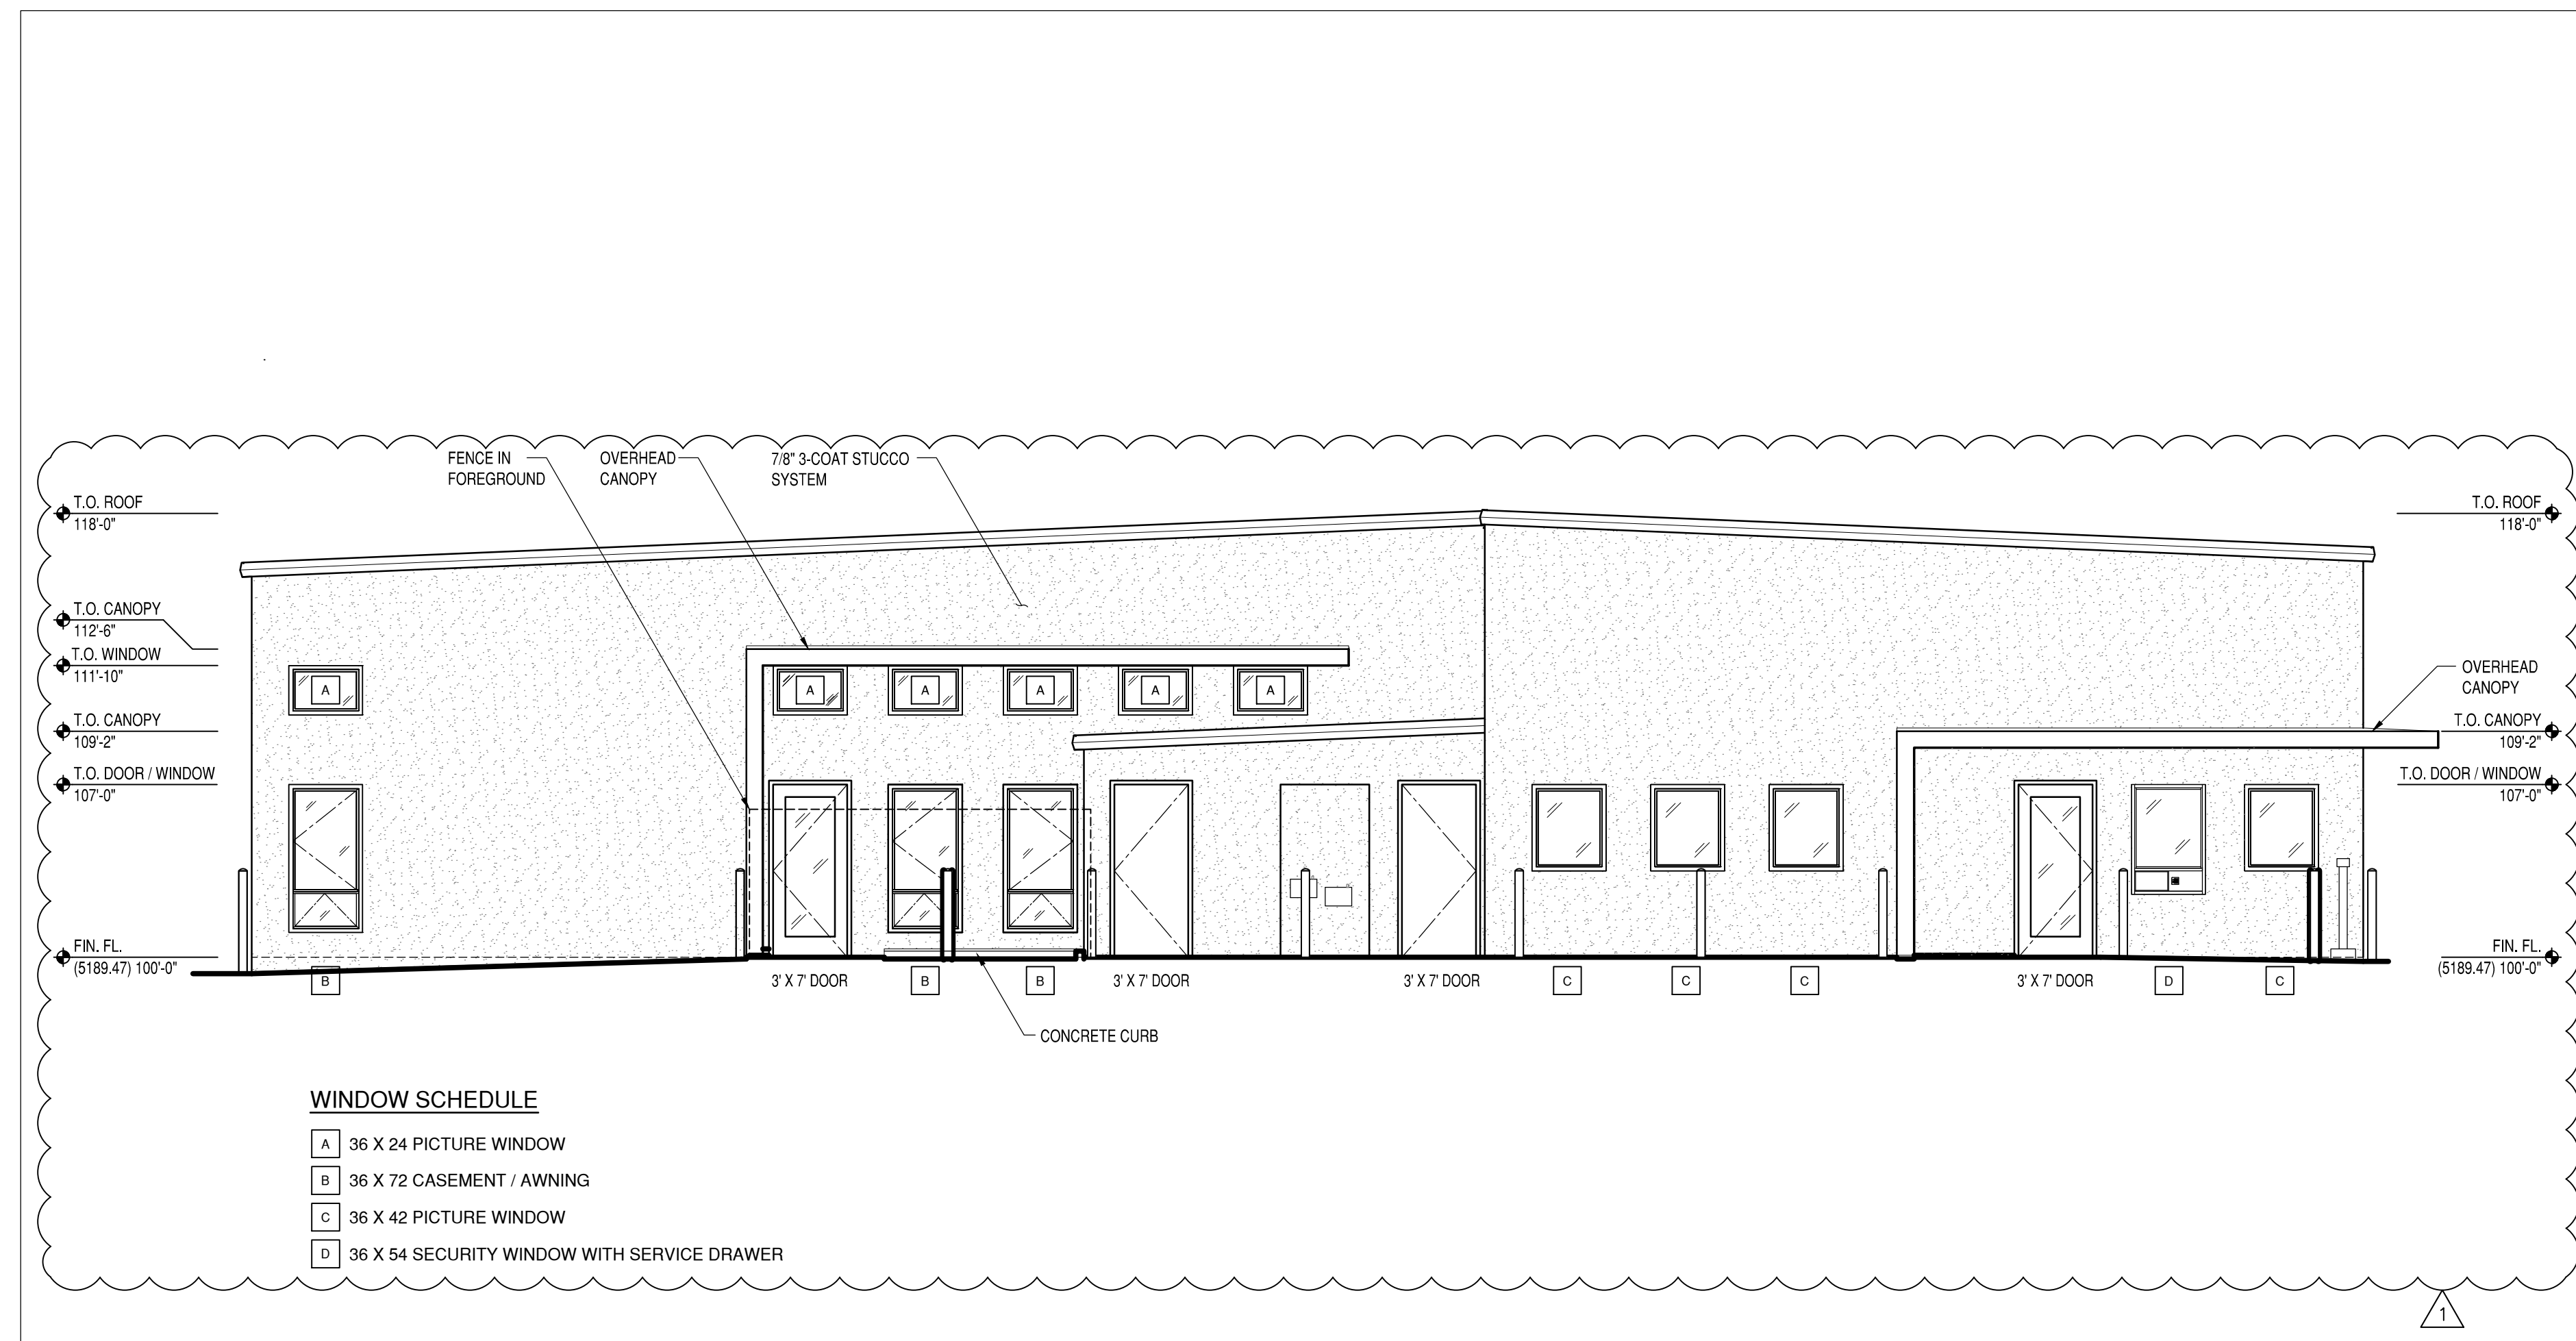 FENCE IN
FOREGROUND
OVERHEAD
CANOPY
7/8" 3-COAT STUCCO
SYSTEM
T.O. ROOF
118'-0"
T.O. ROOF
118'-0"
T.O. CANOPY
112'-6"
T.O. WINDOW
111'-10"
A
A
A
A
A
A
OVERHEAD
CANOPY
T.O. CANOPY
109'-2"
T.O. CANOPY
109'-2"
T.O. DOOR / WINDOW
107'-0"
T.O. DOOR / WINDOW
107'-0"
FIN. FL.
(5189.47) 100'-0"
FIN. FL.
(5189.47) 100'-0"
B
3' X 7' DOOR
B
B
3' X 7' DOOR
3' X 7' DOOR
C
C
C
3' X 7' DOOR
D
C
CONCRETE CURB
WINDOW SCHEDULE
A 36 X 24 PICTURE WINDOW
B 36 X 72 CASEMENT / AWNING
C 36 X 42 PICTURE WINDOW
D 36 X 54 SECURITY WINDOW WITH SERVICE DRAWER
1